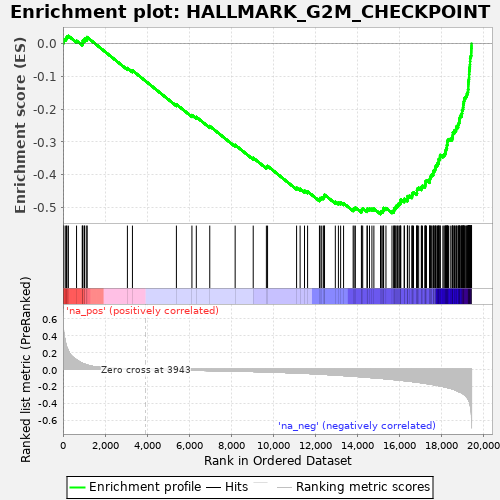 Enrichment plot: HALLMARK_G2M_CHECKPOINT
Enrichment score (ES)
0.0
-0.1
-0.2
-0.3
-0.4
-0.5
'na_pos' (positively correlated)
Ranked list metric (PreRanked)
0.6
0.4
0.2
0.0
-0.2
-0.4
-0.6
Zero cross at 3943
'na_neg' (negatively correlated)
0 2,000 4,000 6,000 8,000 10,000 12,000 14,000 16,000 18,000 20,000
Rank in Ordered Dataset
Enrichment profile Hits Ranking metric scores